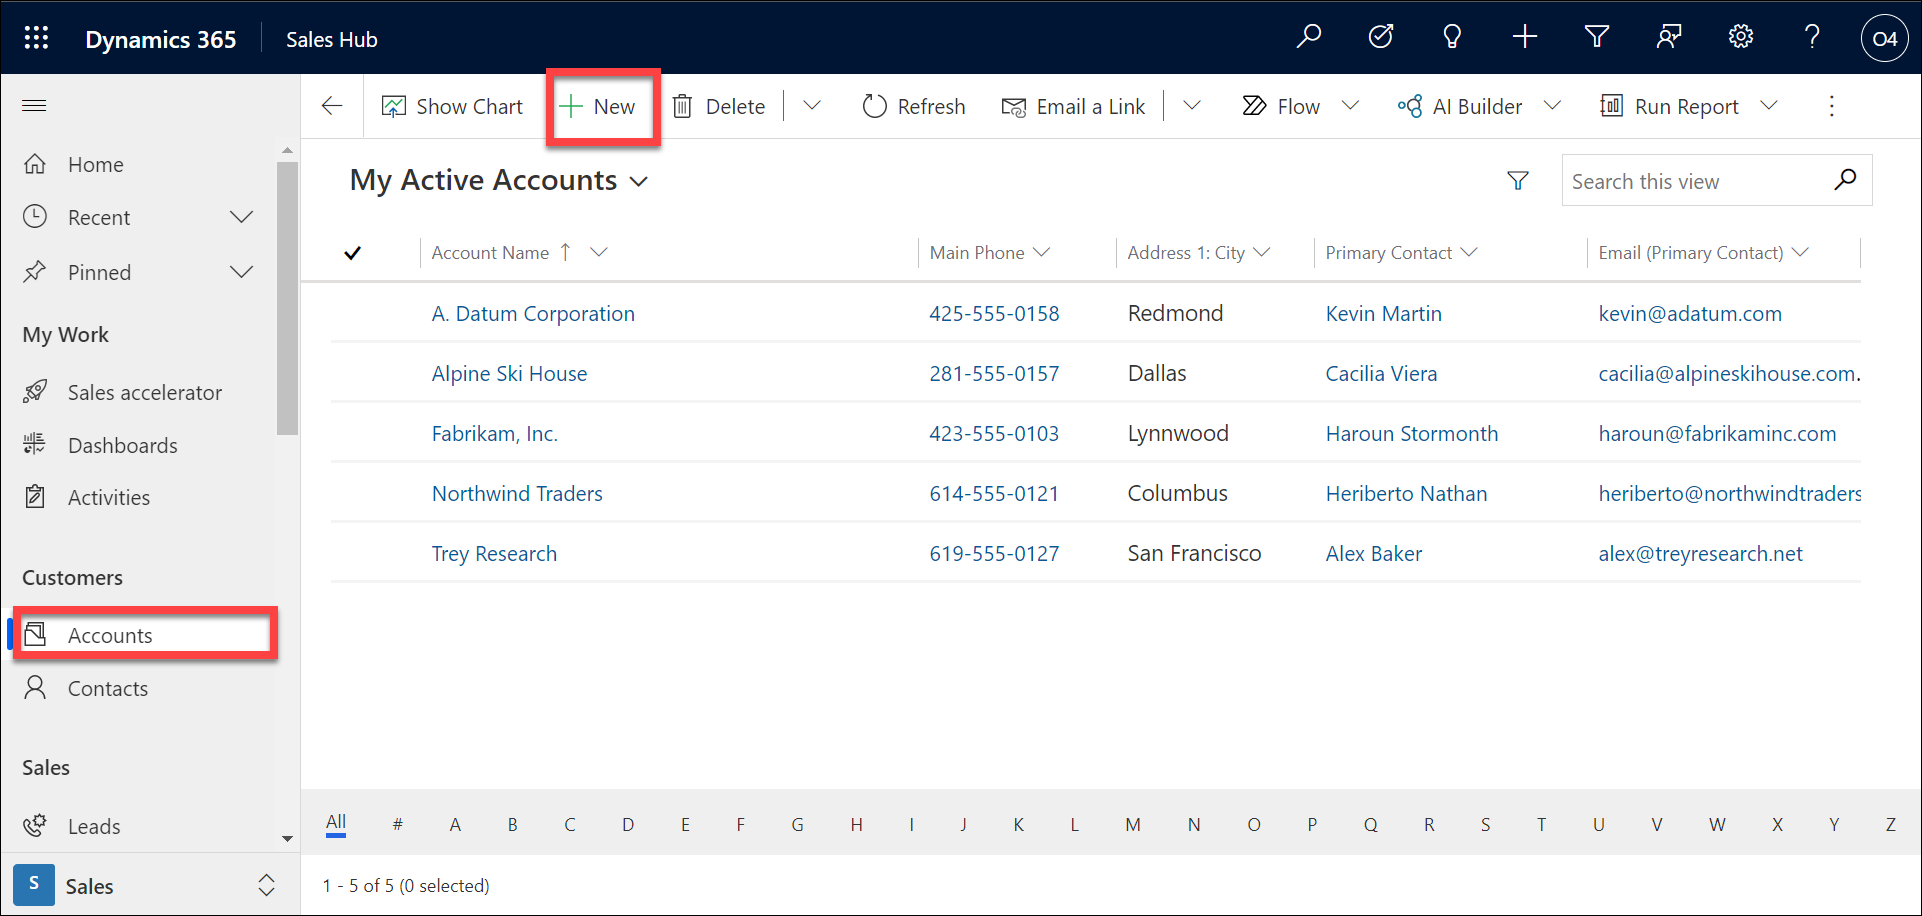 Dynamics 365 Sales Hub O4
Show Chart New Delete Refresh Email a Link Flow AI Builder Run Report
Home
Recent
Pinned
My Work
Sales accelerator
Dashboards
Activities
Customers
Accounts
Contacts
Sales
Leads
S Sales
My Active Accounts Search this view
Account Name ↑ Main Phone Address 1: City Primary Contact Email (Primary Contact)
A. Datum Corporation 425-555-0158 Redmond Kevin Martin kevin@adatum.com
Alpine Ski House 281-555-0157 Dallas Cacilia Viera cacilia@alpineskihouse.com.
Fabrikam, Inc. 423-555-0103 Lynnwood Haroun Stormonth haroun@fabrikaminc.com
Northwind Traders 614-555-0121 Columbus Heriberto Nathan heriberto@northwindtraders
Trey Research 619-555-0127 San Francisco Alex Baker alex@treyresearch.net
All # A B C D E F G H I J K L M N O P Q R S T U V W X Y Z
1 - 5 of 5 (0 selected)